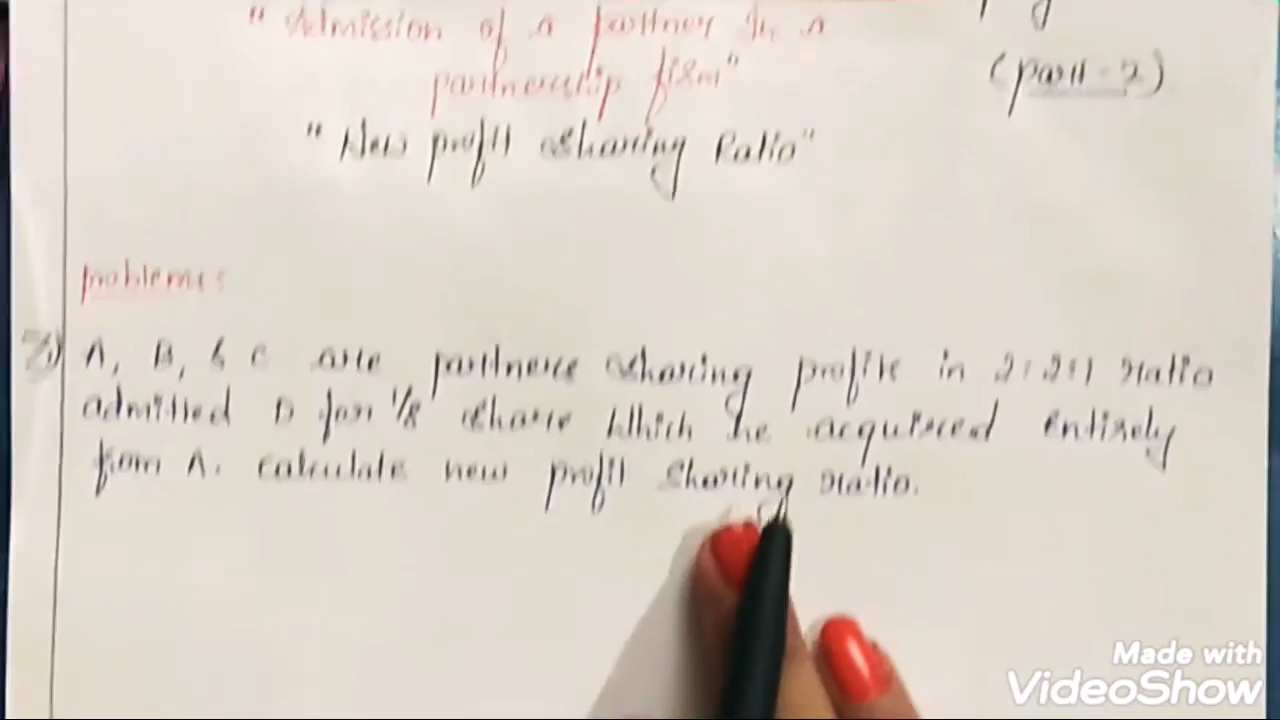 "Admission of a partner in a
partnership firm"
(part-2)
"New profit sharing Ratio"
problems:
3) A, B, & C are partners sharing profits in 2:2:1 ratio
admitted D for 1/8 share which he acquired entirely
from A. calculate new profit sharing ratio.
Made with
VideoShow